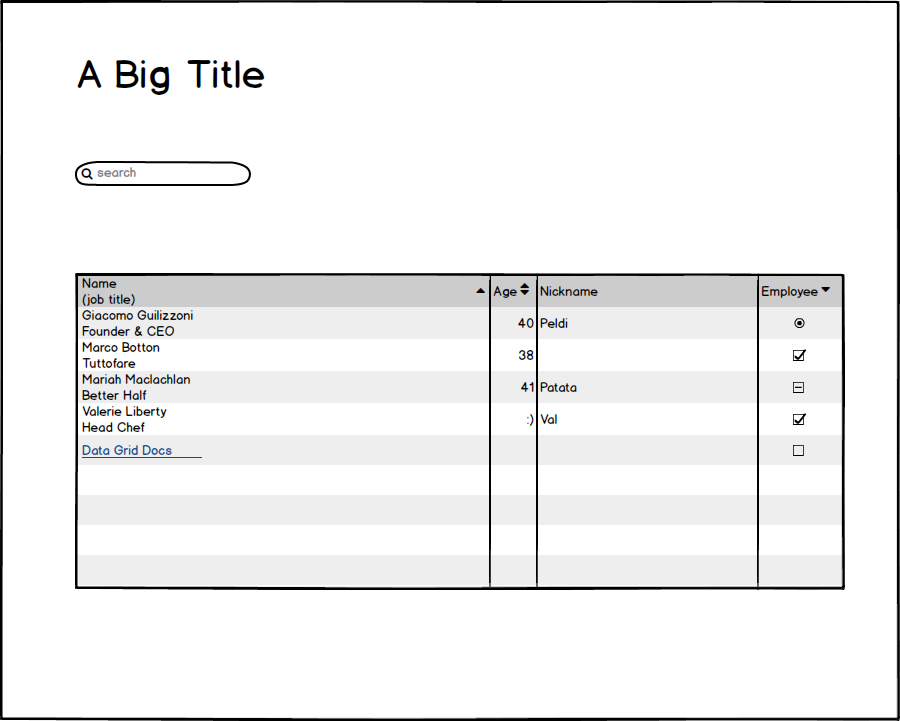 A Big Title
search
Name
(job title)
Age
Nickname
Employee
Giacomo Guilizzoni
Founder & CEO
40
Peldi
Marco Botton
Tuttofare
38
Mariah Maclachlan
Better Half
41
Patata
Valerie Liberty
Head Chef
:)
Val
Data Grid Docs